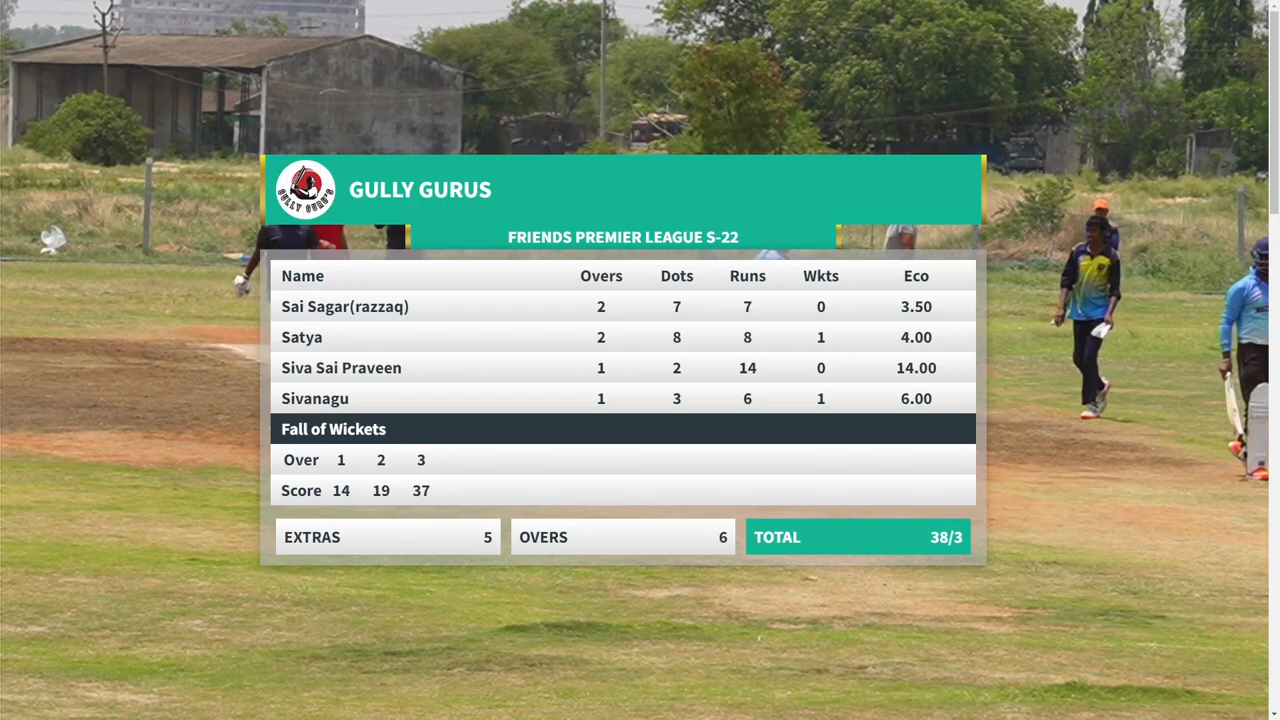 GULLY GURU'S
GULLY GURUS
FRIENDS PREMIER LEAGUE S-22
Name Overs Dots Runs Wkts Eco
Sai Sagar(razzaq) 2 7 7 0 3.50
Satya 2 8 8 1 4.00
Siva Sai Praveen 1 2 14 0 14.00
Sivanagu 1 3 6 1 6.00
Fall of Wickets
Over 1 2 3
Score 14 19 37
EXTRAS 5 OVERS 6 TOTAL 38/3